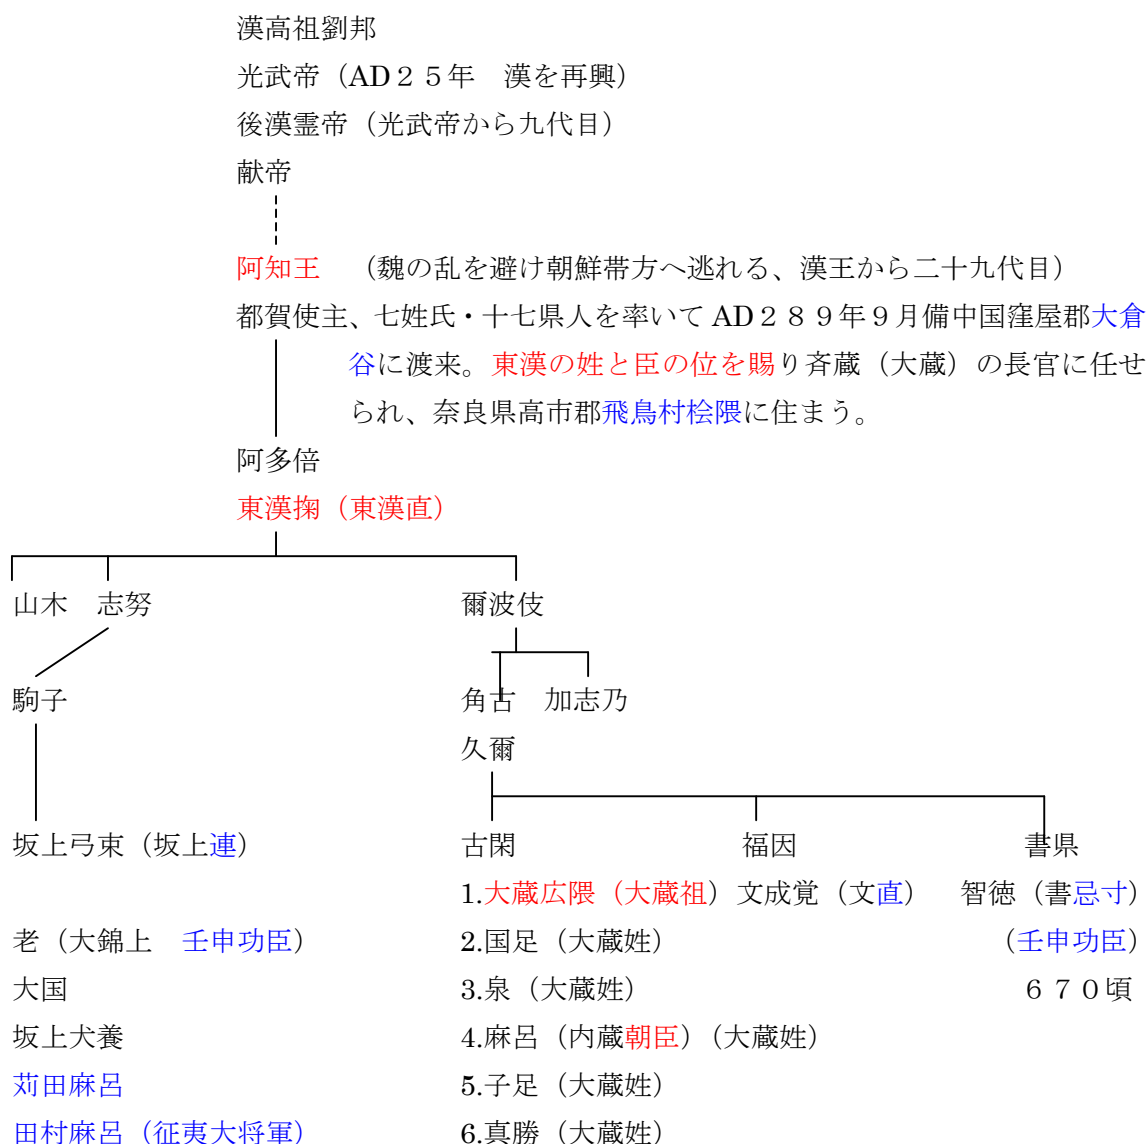 漢高祖劉邦
光武帝（AD２５年　漢を再興）
後漢霊帝（光武帝から九代目）
献帝
阿知王　（魏の乱を避け朝鮮帯方へ逃れる、漢王から二十九代目）
都賀使主、七姓氏・十七県人を率いて AD２８９年９月備中国窪屋郡大倉
谷に渡来。東漢の姓と臣の位を賜り斉蔵（大蔵）の長官に任せ
られ、奈良県高市郡飛鳥村桧隈に住まう。
阿多倍
東漢掬（東漢直）
山木　志努　爾波伎
駒子　角古　加志乃
久爾
坂上弓束（坂上連）　古閑　福因　書県
1.大蔵広隈（大蔵祖）文成覚（文直）　智徳（書忌寸）
老（大錦上　壬申功臣）　2.国足（大蔵姓）　（壬申功臣）
大国　3.泉（大蔵姓）　６７０頃
坂上犬養　4.麻呂（内蔵朝臣）（大蔵姓）
苅田麻呂　5.子足（大蔵姓）
田村麻呂（征夷大将軍）　6.真勝（大蔵姓）